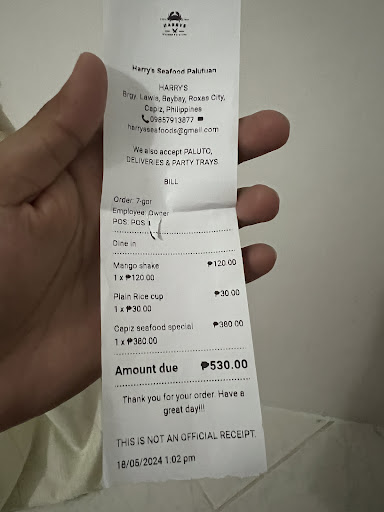 HARRYS
Harry's Seafood Palutuan
HARRY'S
Brgy. Lawis, Baybay, Roxas City,
Capiz, Philippines
09857913877
harrysseafoods@gmail.com
We also accept PALUTO,
DELIVERIES & PARTY TRAYS
BILL
Order: 7-gor
Employee: Owner
POS: POS 1
Dine in
Mango shake ₱120.00
1 x ₱120.00
Plain Rice cup ₱30.00
1 x ₱30.00
Capiz seafood special ₱380.00
1 x ₱380.00
Amount due ₱530.00
Thank you for your order. Have a
great day!!!
THIS IS NOT AN OFFICIAL RECEIPT.
18/05/2024 1:02 pm